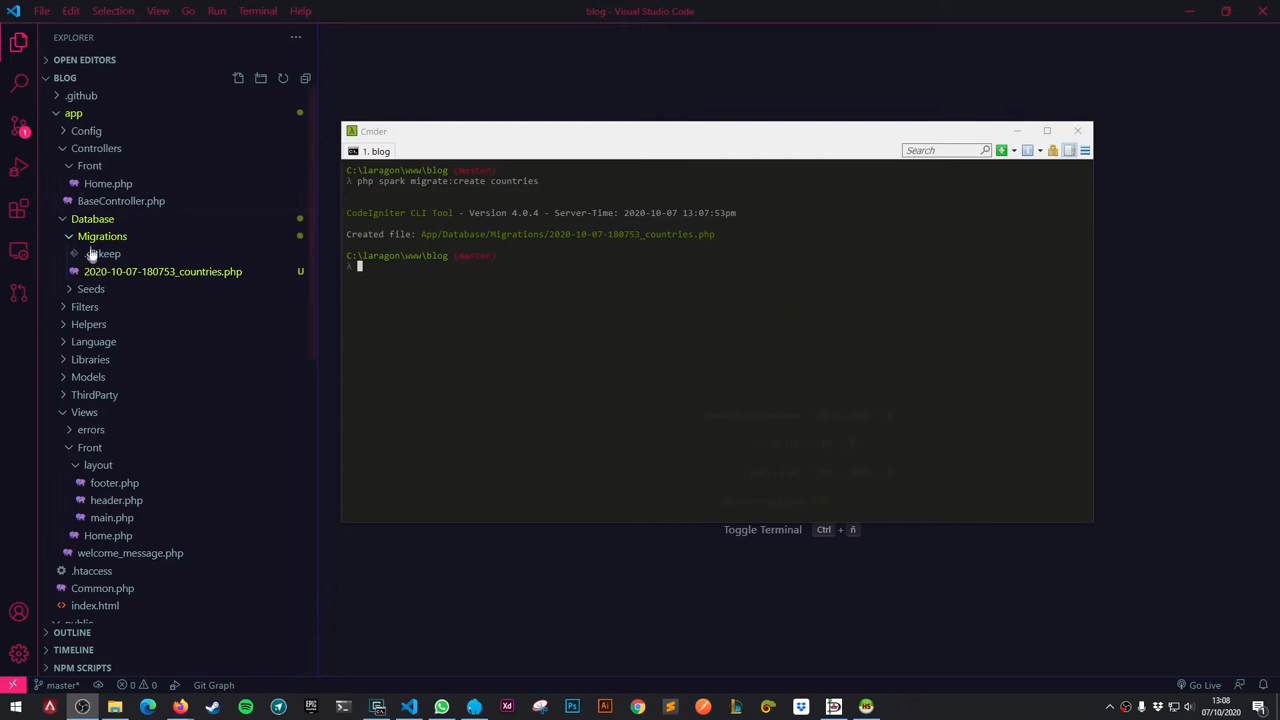 File Edit Selection View Go Run Terminal Help
blog - Visual Studio Code
EXPLORER
OPEN EDITORS
BLOG
.github
app
Config
Controllers
Front
Home.php
BaseController.php
Database
Migrations
keep
2020-10-07-180753_countries.php U
Seeds
Filters
Helpers
Language
Libraries
Models
ThirdParty
Views
errors
Front
layout
footer.php
header.php
main.php
Home.php
welcome_message.php
.htaccess
Common.php
index.html
public
OUTLINE
TIMELINE
NPM SCRIPTS
1
Cmder
1. blog
Search
C:\laragon\www\blog (master)
λ php spark migrate:create countries
CodeIgniter CLI Tool - Version 4.0.4 - Server-Time: 2020-10-07 13:07:53pm
Created file: App/Database/Migrations/2020-10-07-180753_countries.php
C:\laragon\www\blog (master)
λ
Toggle Terminal Ctrl + ñ
master* 0 0 Git Graph
Go Live
13:08
07/10/2020